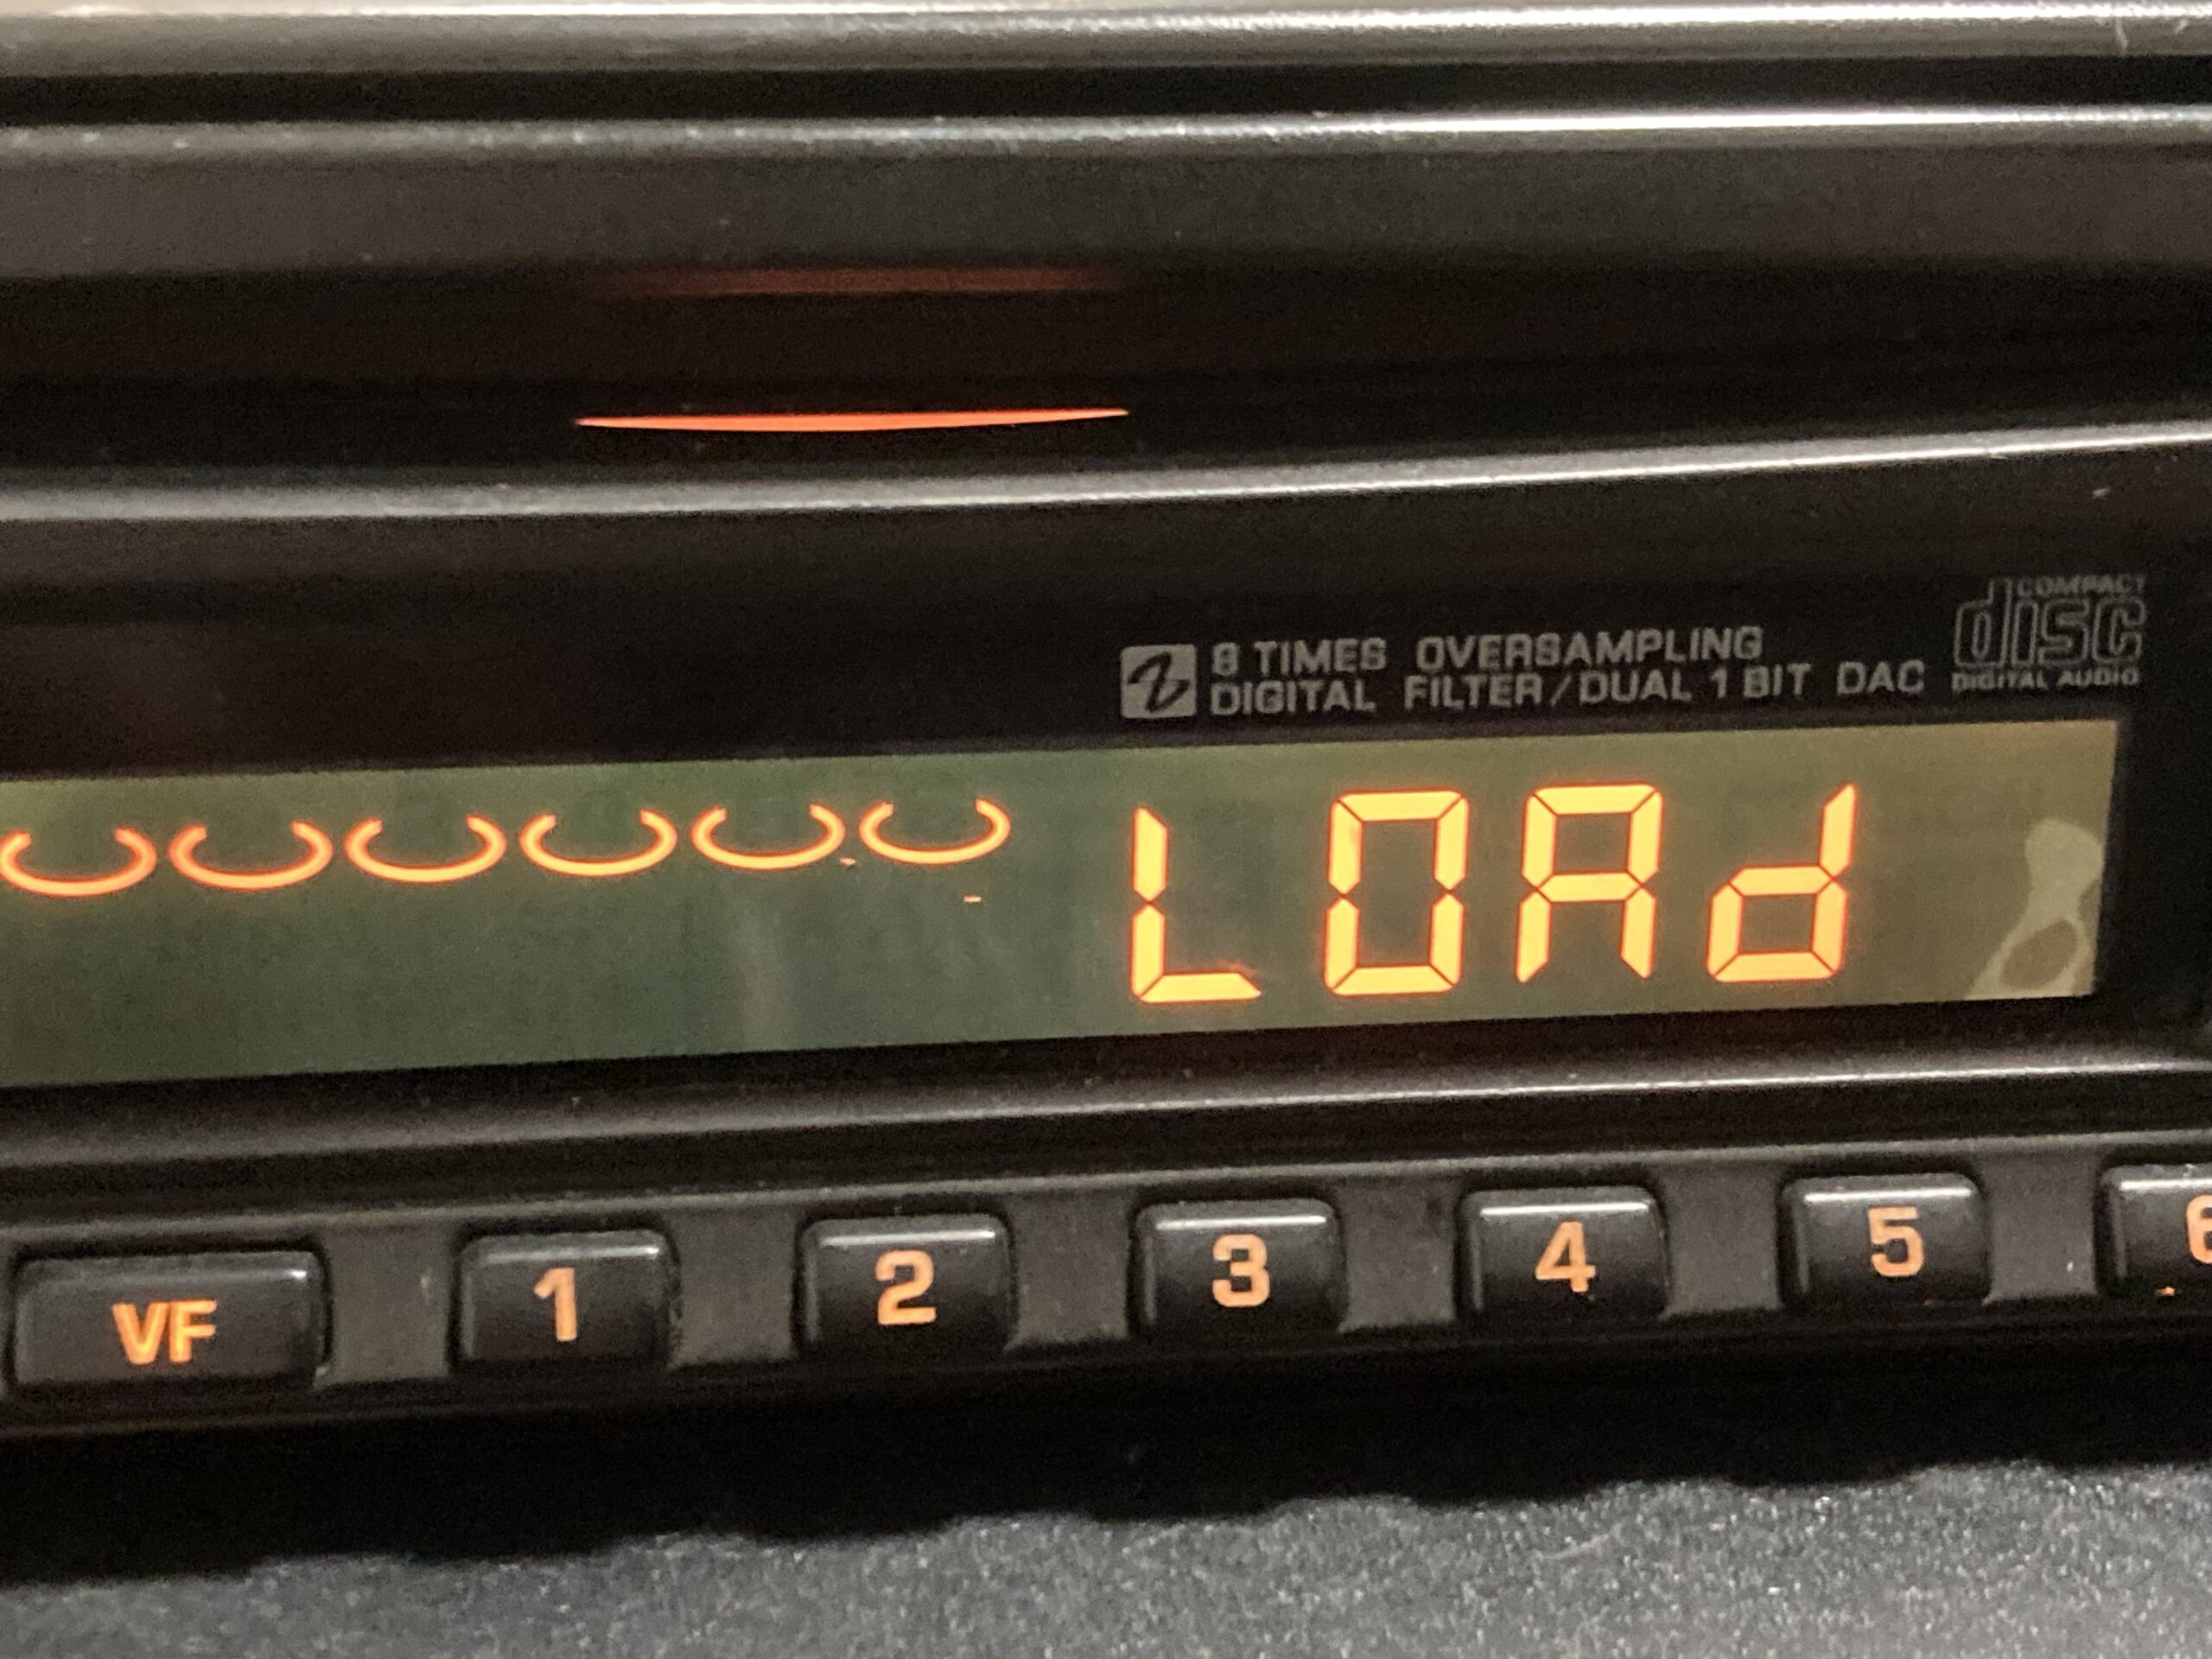 COMPACT
disc
DIGITAL AUDIO
8 TIMES OVERSAMPLING
DIGITAL FILTER/DUAL 1 BIT DAC
LOAd
VF 1 2 3 4 5 6